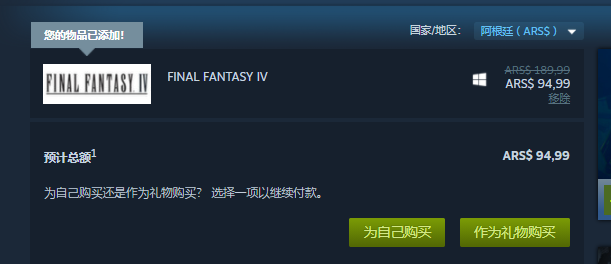 您的物品已添加!
国家/地区: 阿根廷 (ARS$)
FINAL FANTASY IV
FINAL FANTASY IV
ARS$ 189,99
ARS$ 94,99
移除
预计总额1 ARS$ 94,99
为自己购买还是作为礼物购买? 选择一项以继续付款。
为自己购买 作为礼物购买